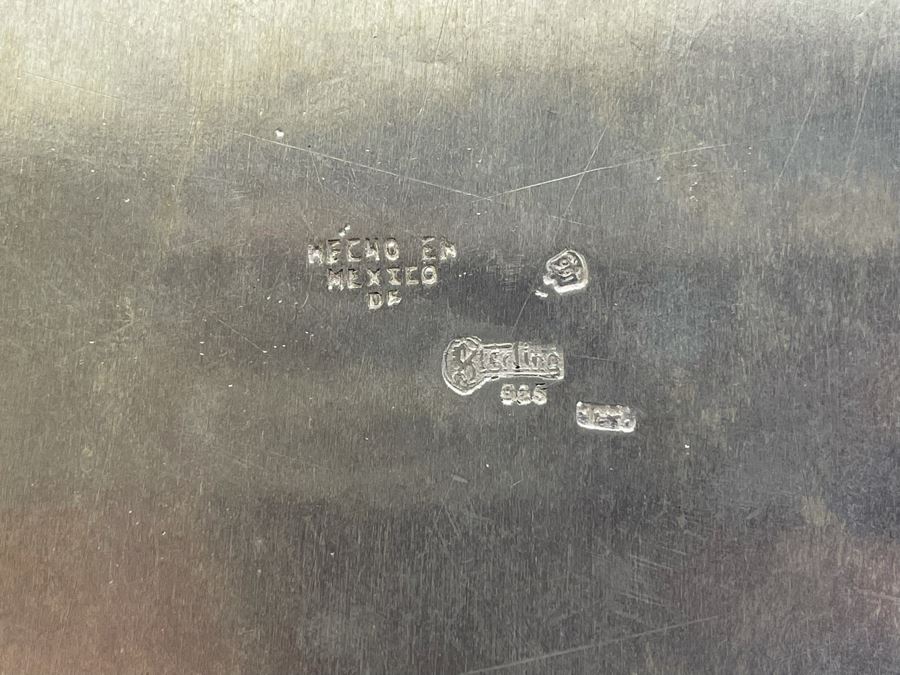 HECHO EN
MEXICO
DF
Sterling
925